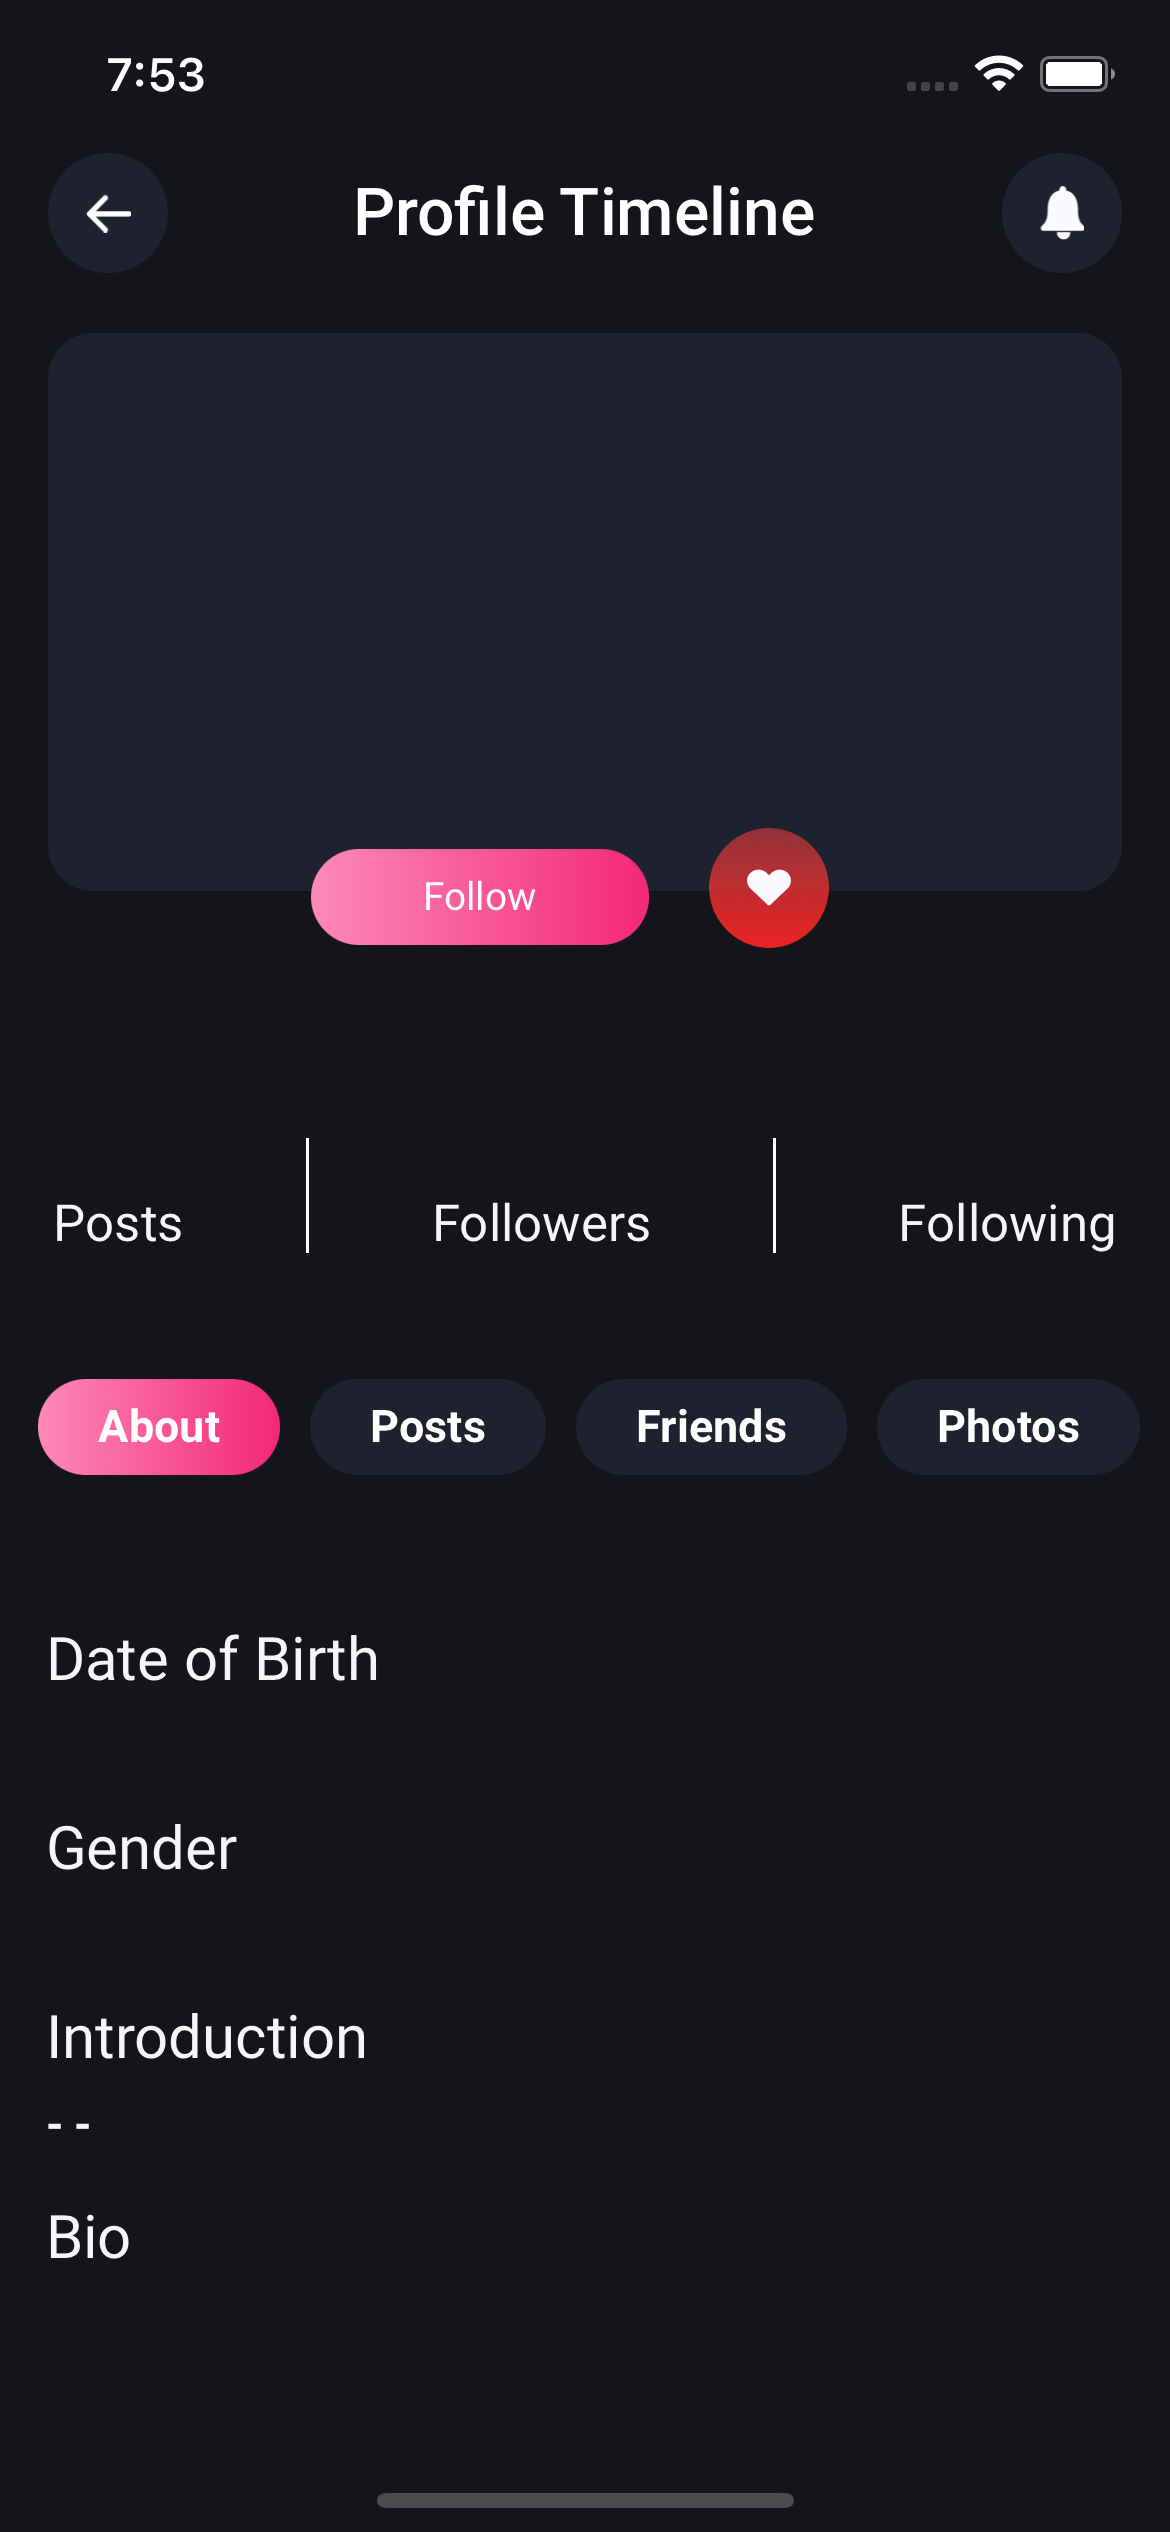 7:53
Profile Timeline
Follow
Posts
Followers
Following
About
Posts
Friends
Photos
Date of Birth
Gender
Introduction
- -
Bio